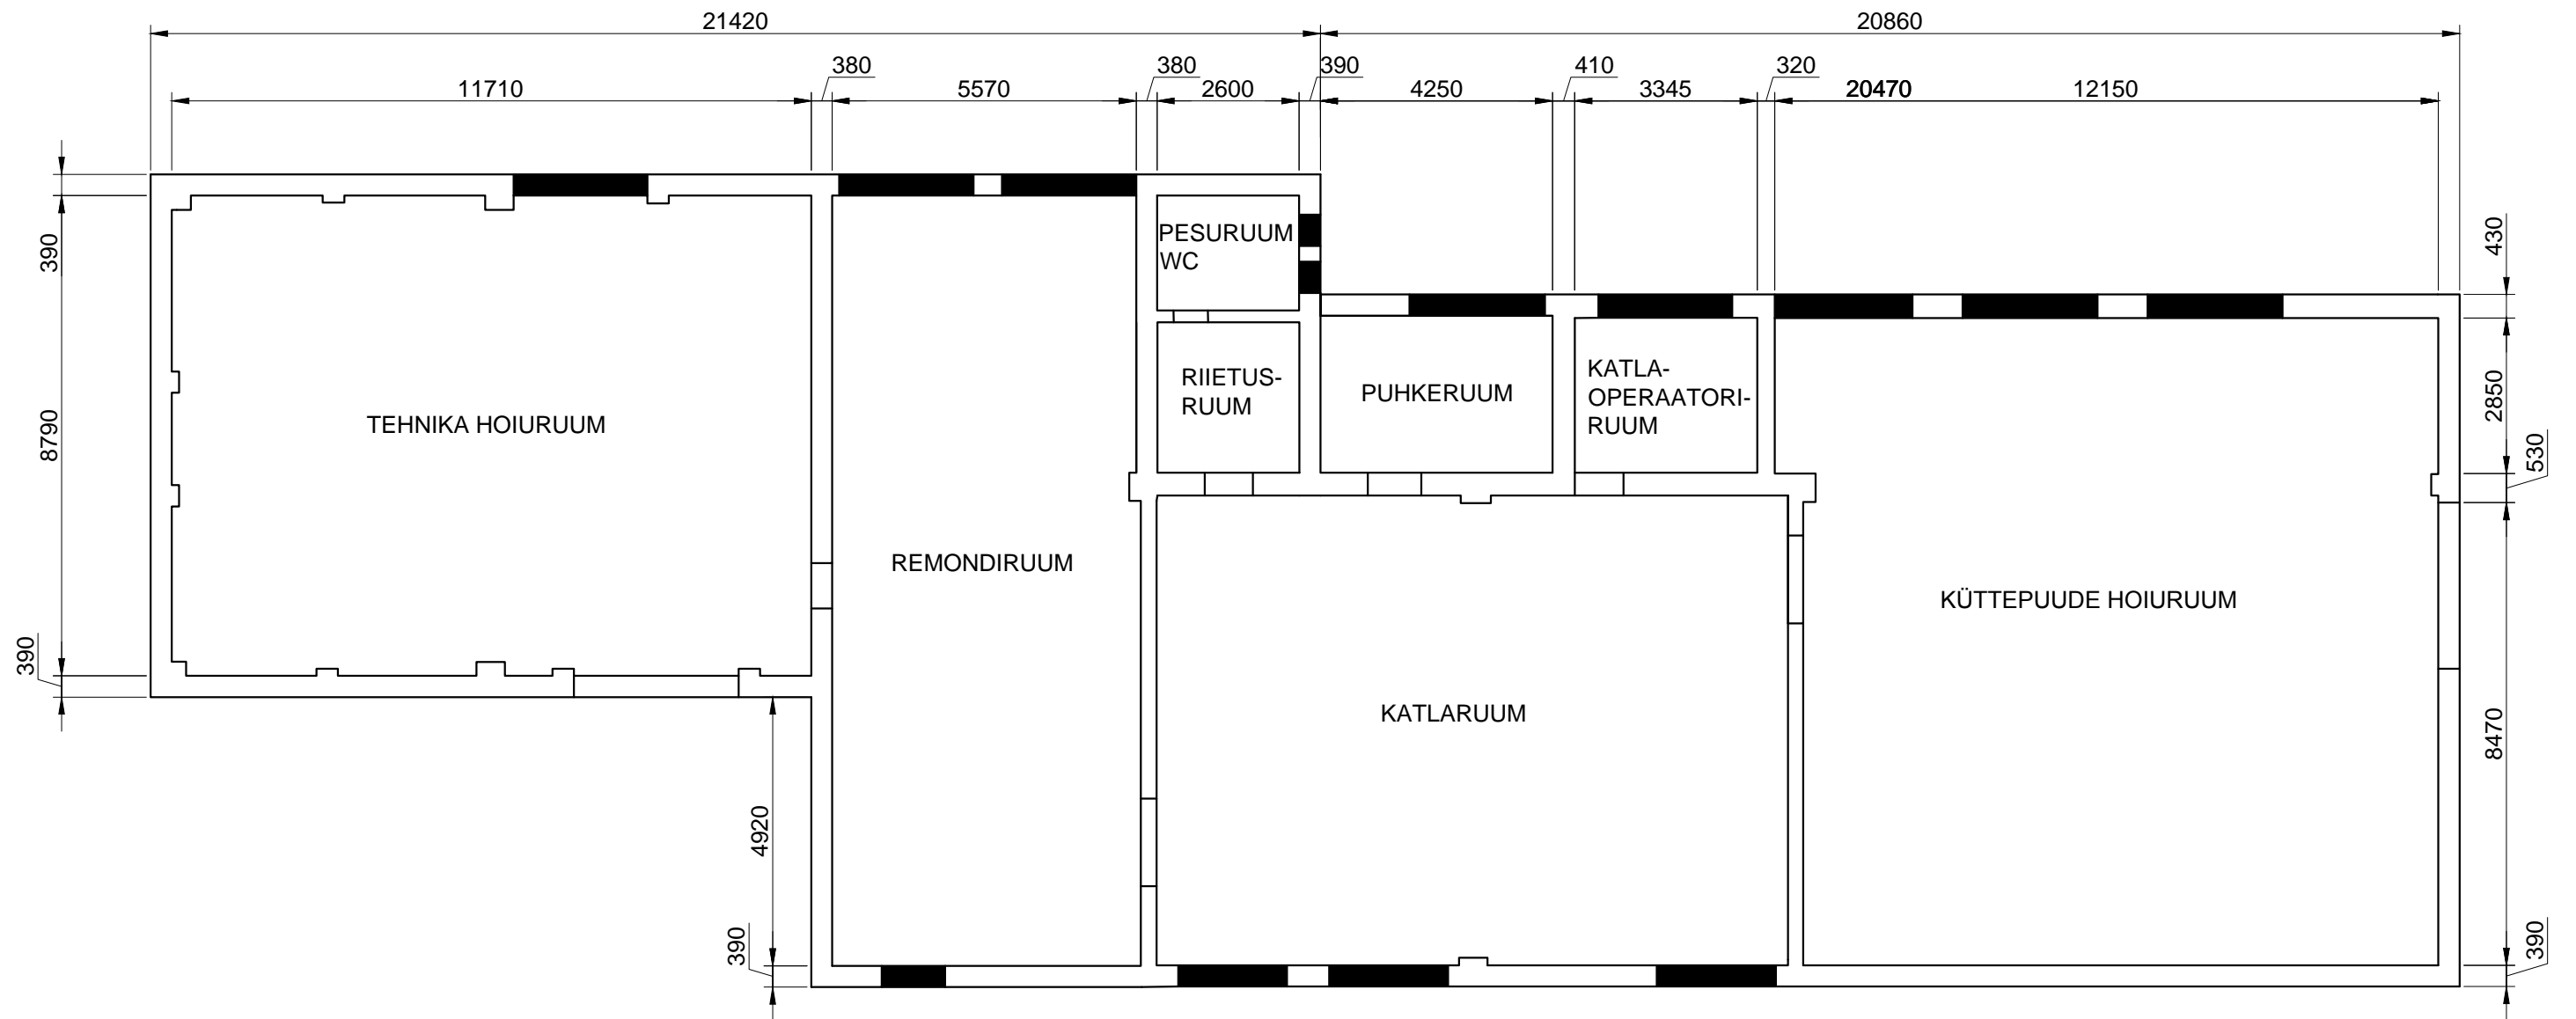 21420
20860
380
380
390
410
320
11710
5570
2600
4250
3345
20470
12150
390
8790
390
430
2850
530
8470
390
4920
390
PESURUUM
WC
RIIETUS-
RUUM
PUHKERUUM
KATLA-
OPERAATORI-
RUUM
TEHNIKA HOIURUUM
REMONDIRUUM
KÜTTEPUUDE HOIURUUM
KATLARUUM